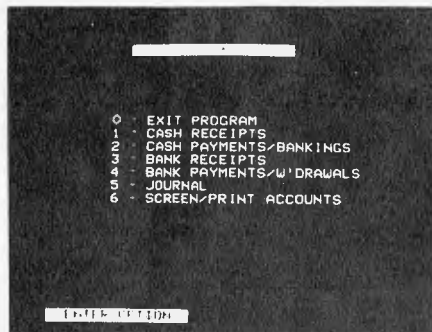 0 - EXIT PROGRAM
1 - CASH RECEIPTS
2 - CASH PAYMENTS/BANKINGS
3 - BANK RECEIPTS
4 - BANK PAYMENTS/W'DRAWALS
5 - JOURNAL
6 - SCREEN/PRINT ACCOUNTS
ENTER OPTION